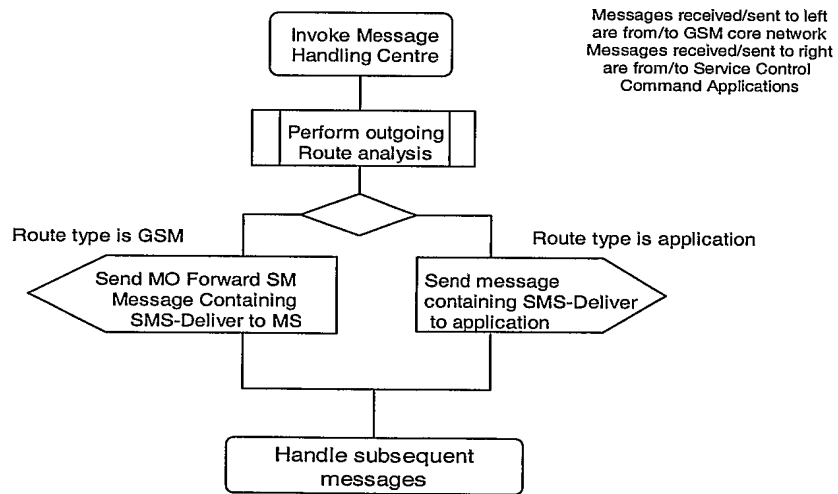 Invoke Message
Handling Centre
Messages received/sent to left
are from/to GSM core network
Messages received/sent to right
are from/to Service Control
Command Applications
Perform outgoing
Route analysis
Route type is GSM
Route type is application
Send MO Forward SM
Message Containing
SMS-Deliver to MS
Send message
containing SMS-Deliver
to application
Handle subsequent
messages